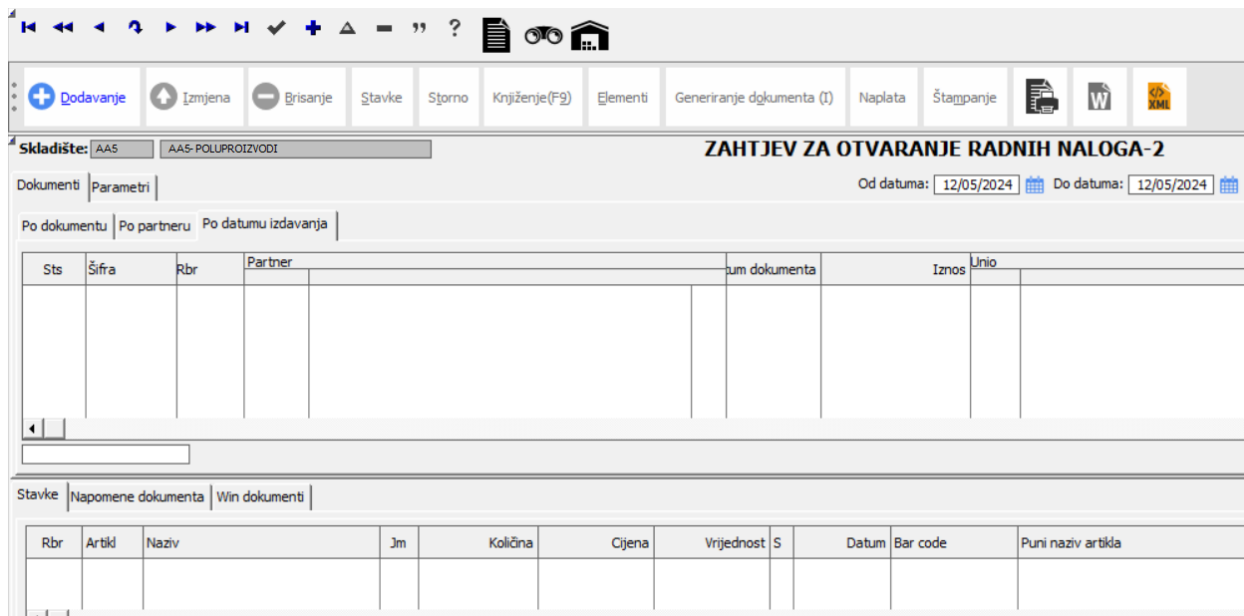 ?
Dodavanje Izmjena Brisanje Stavke Storno Knjiženje(F9) Elementi Generiranje dokumenta (I) Naplata Štampanje W </> XML
Skladište: AA5 AA5- POLUPROIZVODI ZAHTJEV ZA OTVARANJE RADNIH NALOGA-2
Dokumenti Parametri Od datuma: 12/05/2024 Do datuma: 12/05/2024
Po dokumentu Po partneru Po datumu izdavanja
Sts Šifra Rbr Partner um dokumenta Iznos Unio
Stavke Napomene dokumenta Win dokumenti
Rbr Artikl Naziv Jm Količina Cijena Vrijednost S Datum Bar code Puni naziv artikla